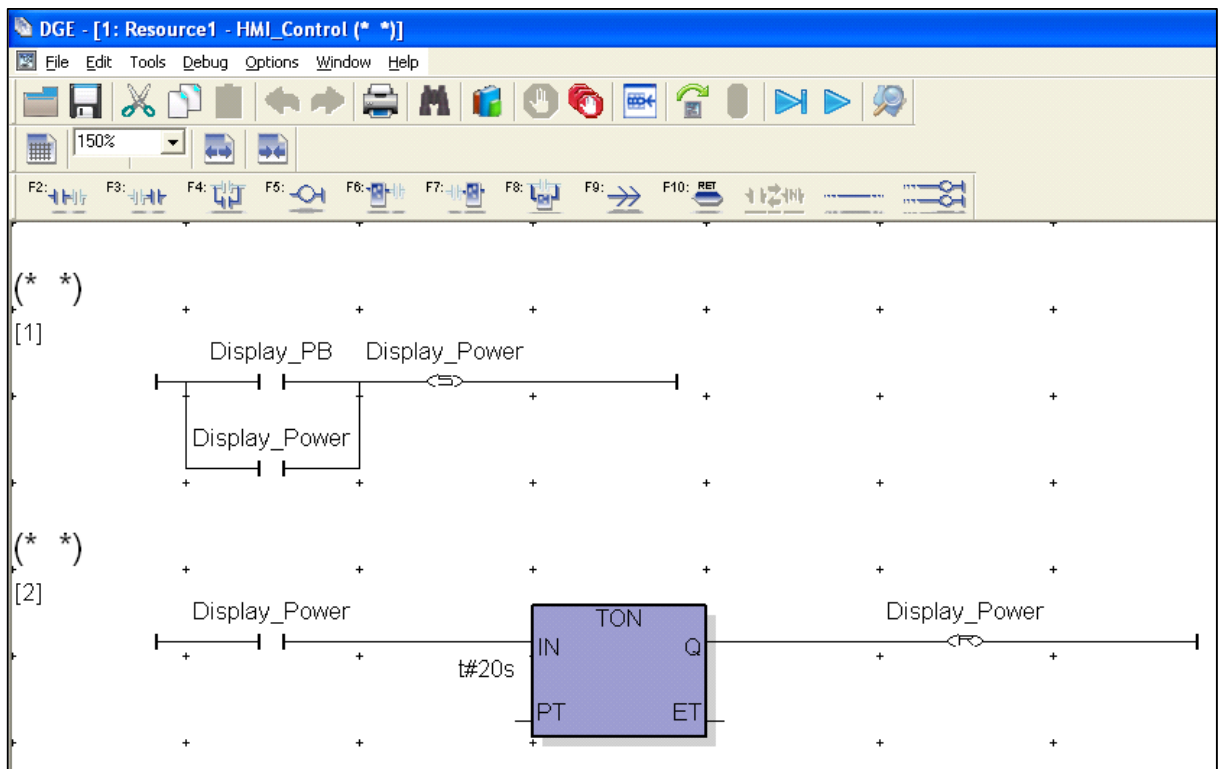 DGE - [1: Resource1 - HMI_Control (* *)]
File Edit Tools Debug Options Window Help
150%
F2: F3: F4: F5: F6: F7: F8: F9: F10: RET
(* *)
[1]
Display_PB Display_Power
S
Display_Power
(* *)
[2]
Display_Power TON Display_Power
R
IN Q
t#20s
PT ET